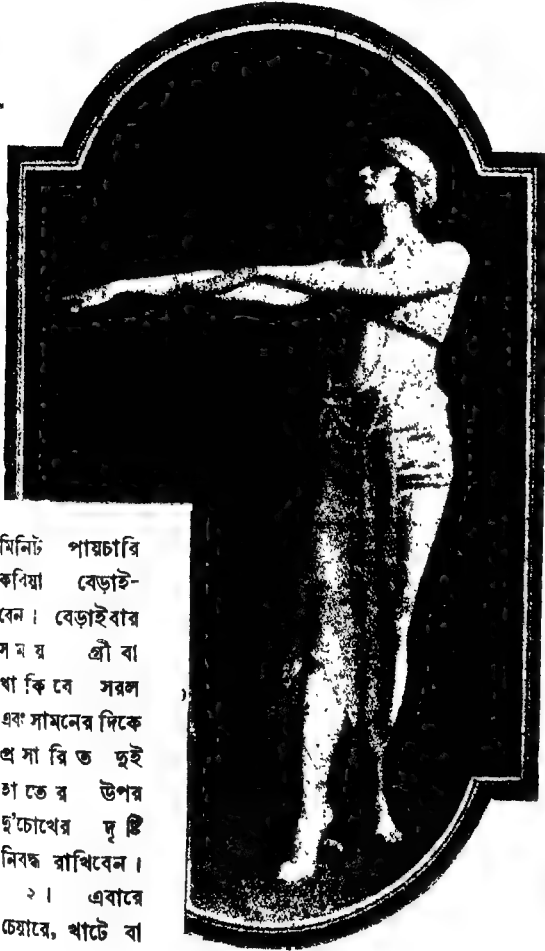 মিনিট পায়চারি
করিয়া বেড়াই-
বেন। বেড়াইবার
সময় গ্রীবা
থাকিবে সরল
এবং সামনের দিকে
প্রসারিত দুই
হাতের উপর
দু'চোখের দৃষ্টি
নিবদ্ধ রাখিবেন।
২। এবারে
চেয়ারে, খাটে বা